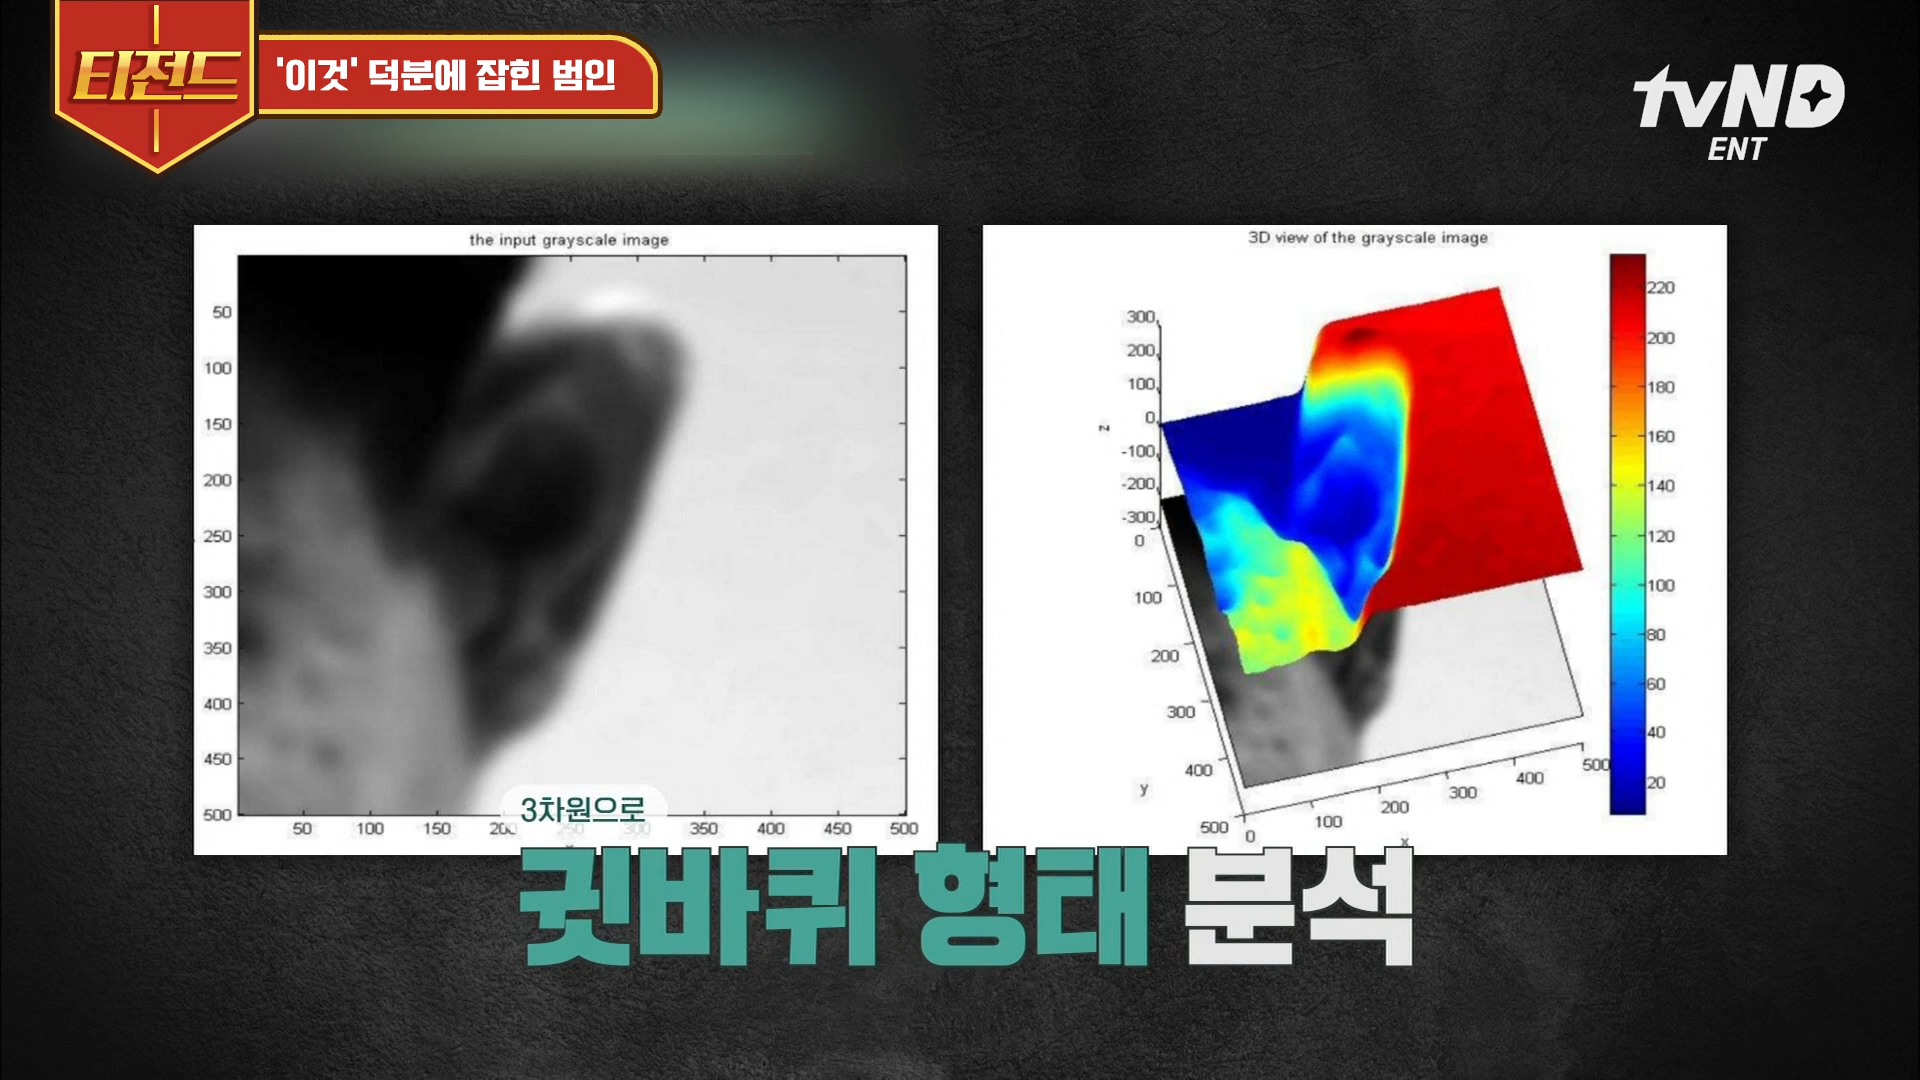 티전드
'이것' 덕분에 잡힌 범인
tvND
ENT
the input grayscale image
50
100
150
200
250
300
350
400
450
500
50 100 150 350 400 450 500
3D view of the grayscale image
300
200
100
0
-100
-200
-300
z
0
100
200
300
400
500
y
0 100 200 300 400 500
x
220
200
180
160
140
120
100
80
60
40
20
3차원으로
귓바퀴 형태 분석